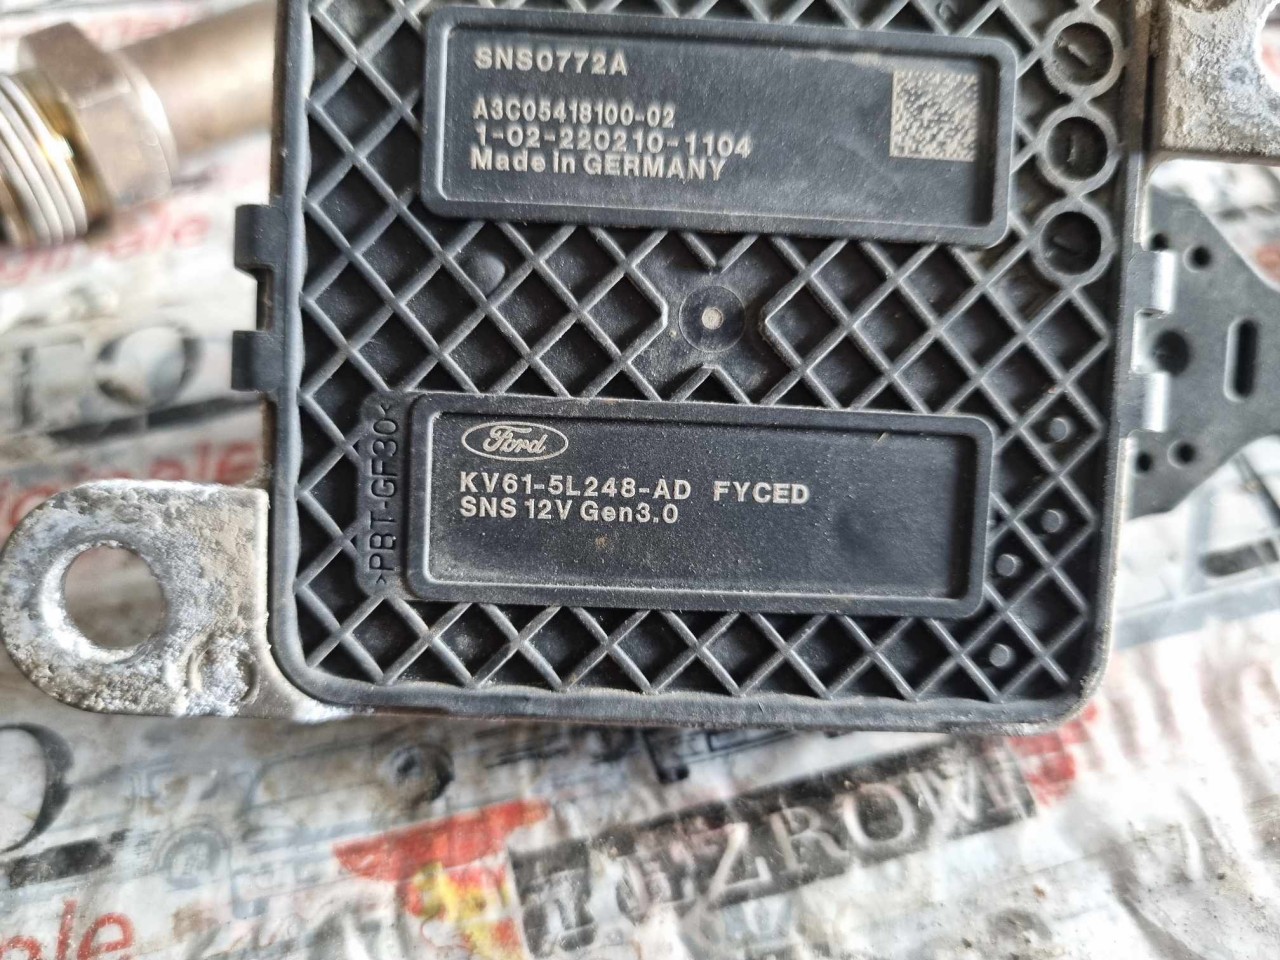 SNS0772A
A3C05418100-02
1-02-220210-1104
Made in GERMANY
>PBT-GF30<
Ford
KV61-5L248-AD FYCED
SNS 12V Gen3.0